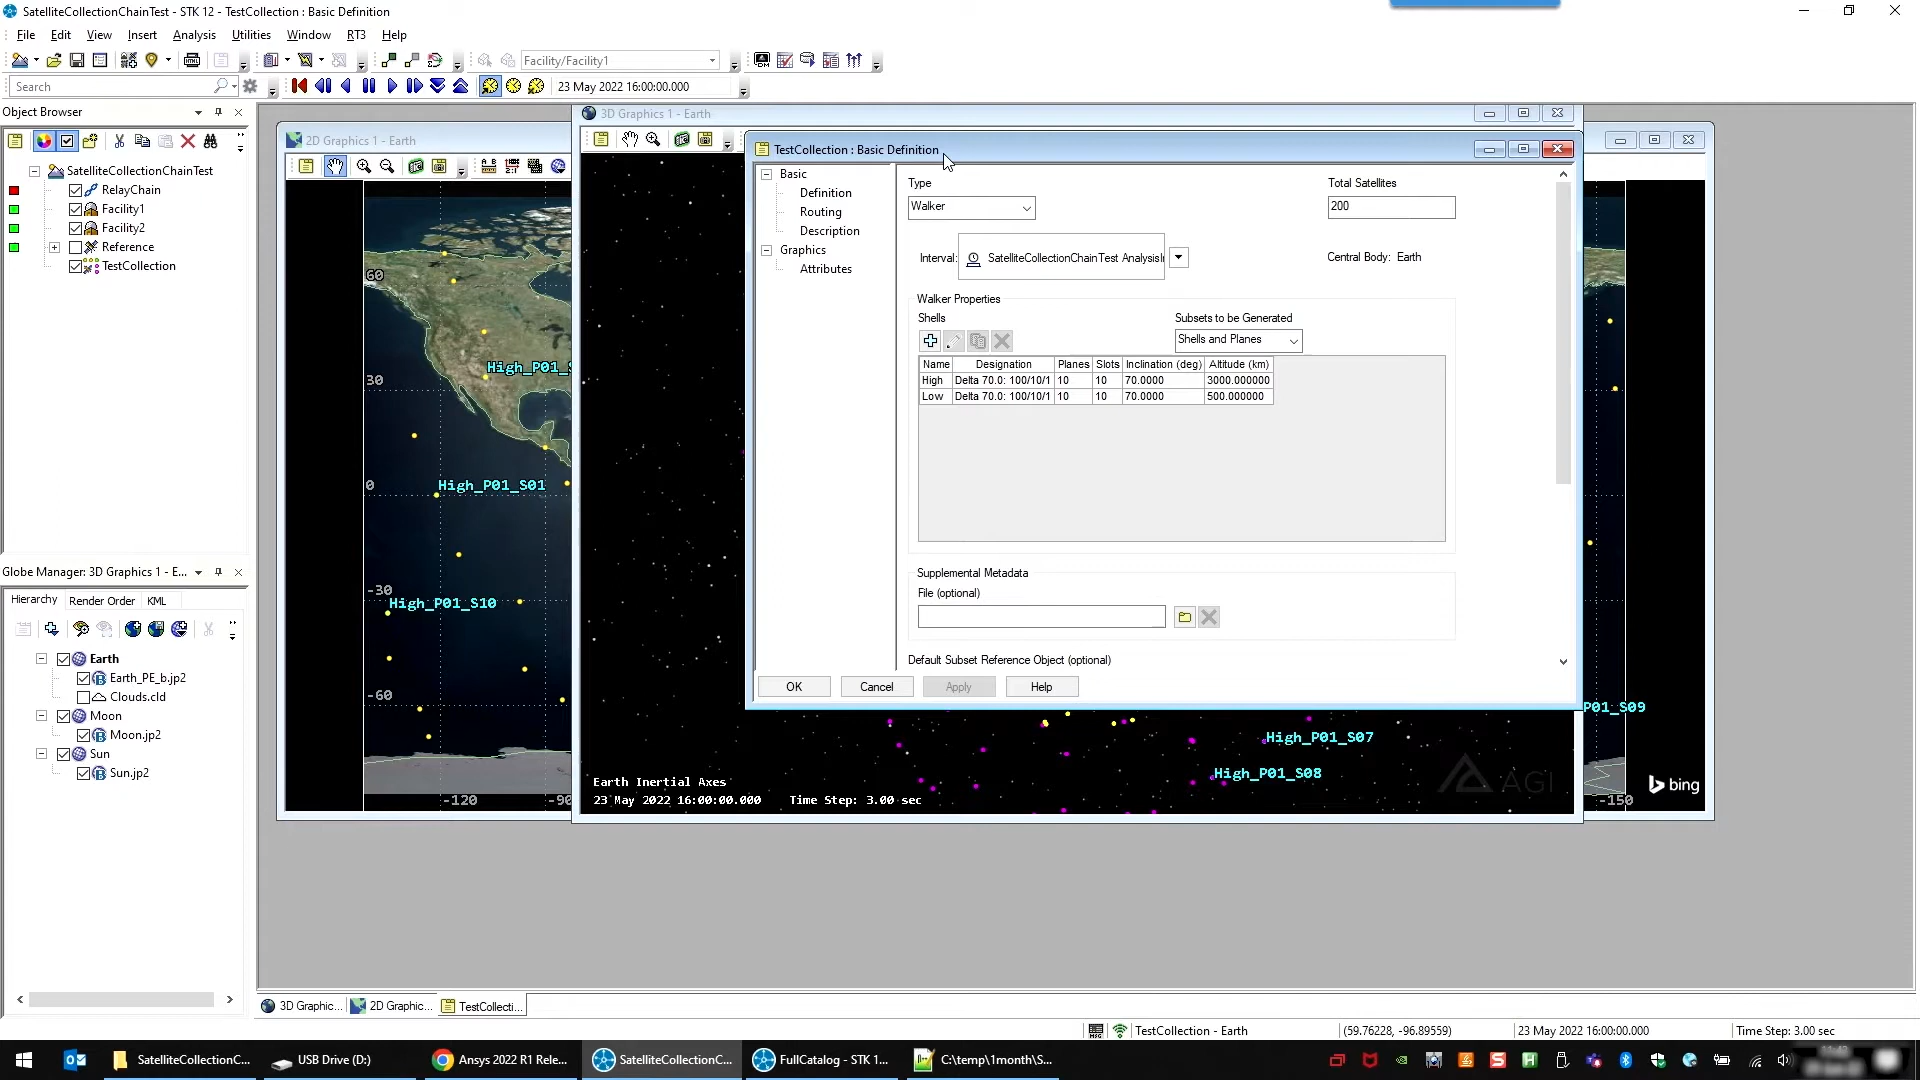 SatelliteCollectionChainTest - STK 12 - TestCollection : Basic Definition
File Edit View Insert Analysis Utilities Window RT3 Help
Facility/Facility1
Search
23 May 2022 16:00:00.000
Object Browser
SatelliteCollectionChainTest
RelayChain
Facility1
Facility2
Reference
TestCollection
Globe Manager: 3D Graphics 1 - E...
Hierarchy Render Order KML
Earth
Earth_PE_b.jp2
Clouds.cld
Moon
Moon.jp2
Sun
Sun.jp2
2D Graphics 1 - Earth
60
30
0
-30
-60
-120
-90
High_P01_S
High_P01_S01
High_P01_S10
3D Graphics 1 - Earth
TestCollection : Basic Definition
Basic
Definition
Routing
Description
Graphics
Attributes
Type
Walker
Total Satellites
200
Interval: SatelliteCollectionChainTest AnalysisI
Central Body: Earth
Walker Properties
Shells
Subsets to be Generated
Shells and Planes
Name Designation Planes Slots Inclination (deg) Altitude (km)
High Delta 70.0: 100/10/1 10 10 70.0000 3000.000000
Low Delta 70.0: 100/10/1 10 10 70.0000 500.000000
Supplemental Metadata
File (optional)
Default Subset Reference Object (optional)
OK Cancel Apply Help
P01_S09
High_P01_S07
High_P01_S08
Earth Inertial Axes
23 May 2022 16:00:00.000 Time Step: 3.00 sec
AGI
bing
-150
3D Graphic... 2D Graphic... TestCollecti...
TestCollection - Earth (59.76228, -96.89559) 23 May 2022 16:00:00.000 Time Step: 3.00 sec
SatelliteCollectionC... USB Drive (D:) Ansys 2022 R1 Rele... SatelliteCollectionC... FullCatalog - STK 1... C:\temp\1month\S...